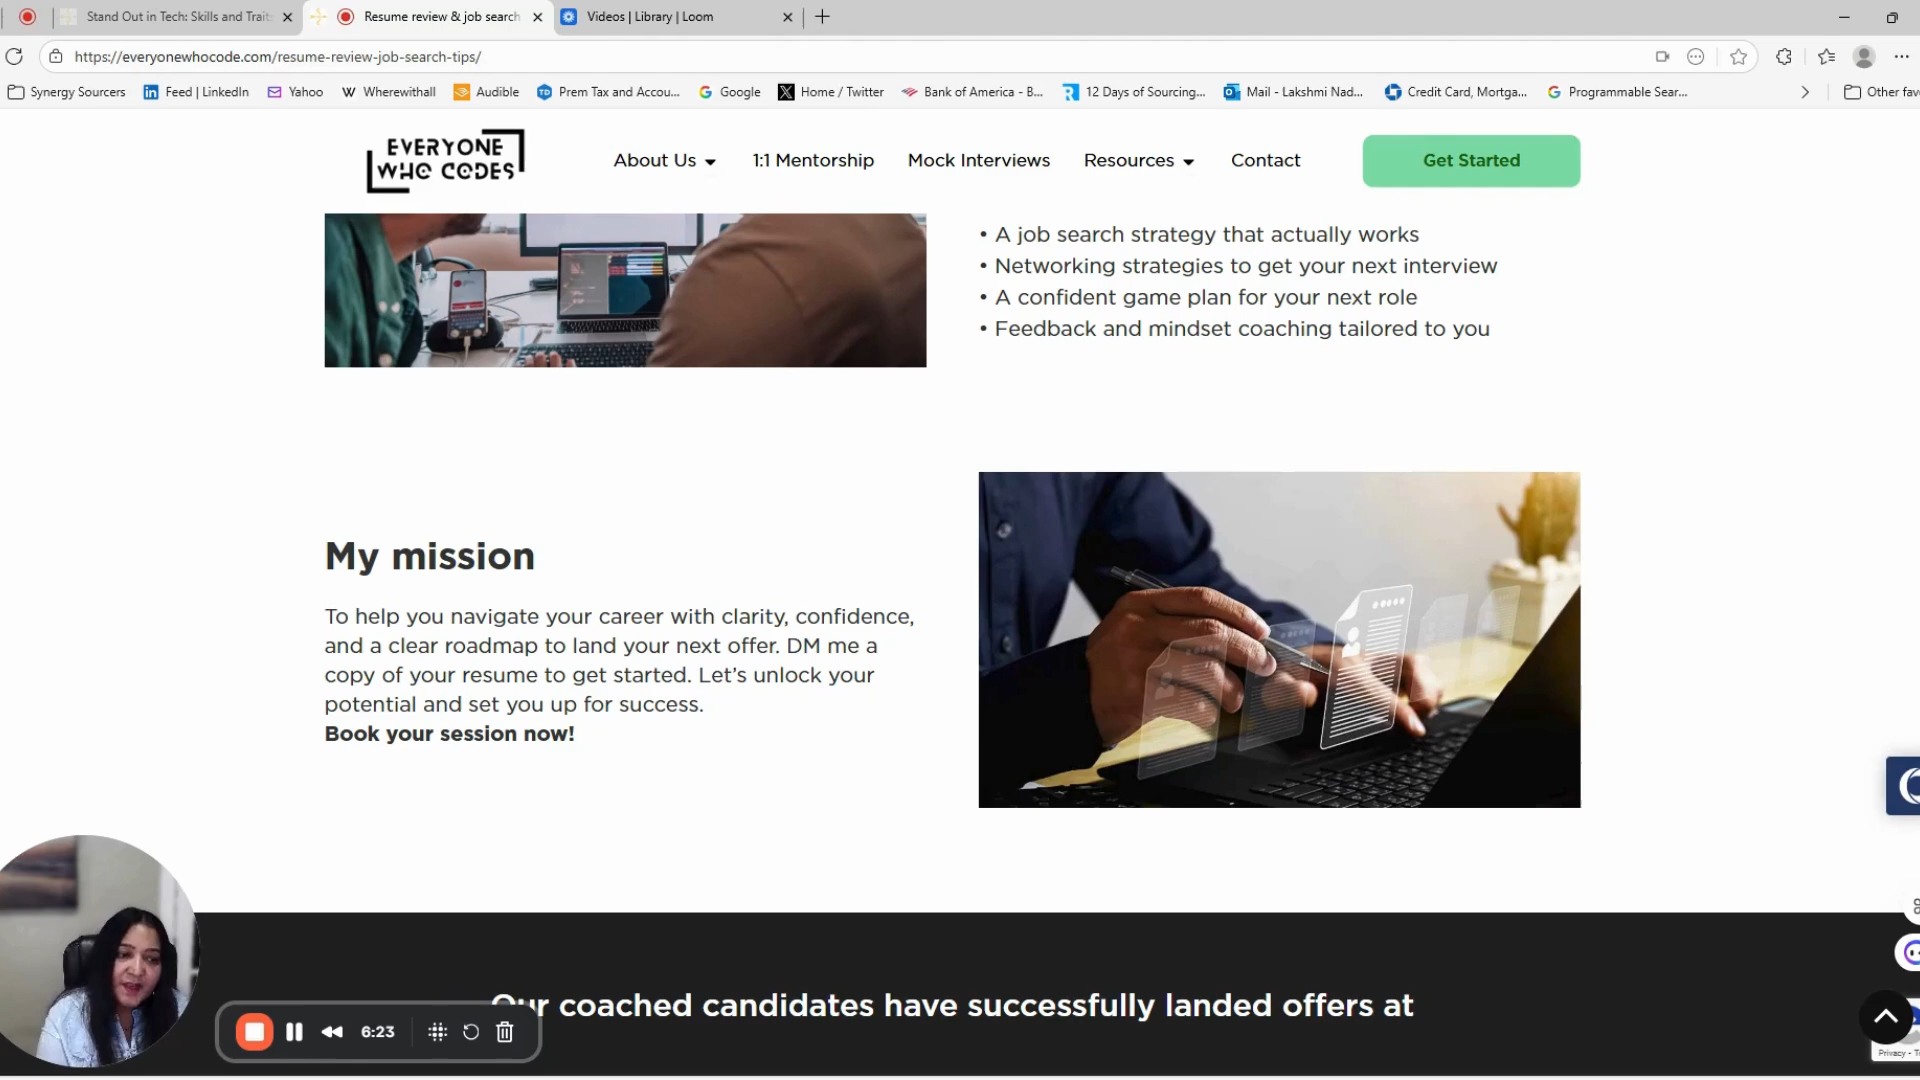 Stand Out in Tech: Skills and Trait
Resume review & job search
Videos | Library | Loom
https://everyonewhocode.com/resume-review-job-search-tips/
Synergy Sourcers
Feed | LinkedIn
Yahoo
Wherewithall
Audible
Prem Tax and Accou...
Google
Home / Twitter
Bank of America - B...
12 Days of Sourcing...
Mail - Lakshmi Nad...
Credit Card, Mortga...
Programmable Sear...
Other fav
EVERYONE
WHO CODES
About Us
1:1 Mentorship
Mock Interviews
Resources
Contact
Get Started
• A job search strategy that actually works
• Networking strategies to get your next interview
• A confident game plan for your next role
• Feedback and mindset coaching tailored to you
My mission
To help you navigate your career with clarity, confidence,
and a clear roadmap to land your next offer. DM me a
copy of your resume to get started. Let's unlock your
potential and set you up for success.
Book your session now!
Our coached candidates have successfully landed offers at
6:23
Privacy - T